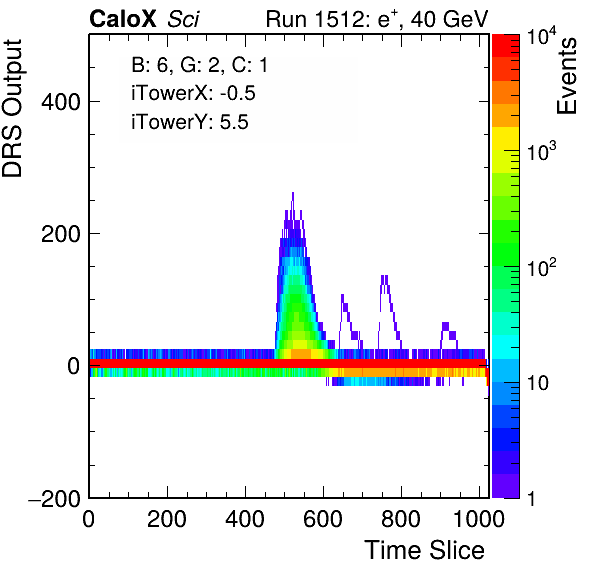 CaloX Sci Run 1512: e⁺, 40 GeV
B: 6, G: 2, C: 1
iTowerX: -0.5
iTowerY: 5.5
DRS Output
400
200
0
−200
0 200 400 600 800 1000
Time Slice
Events
10⁴
10³
10²
10
1